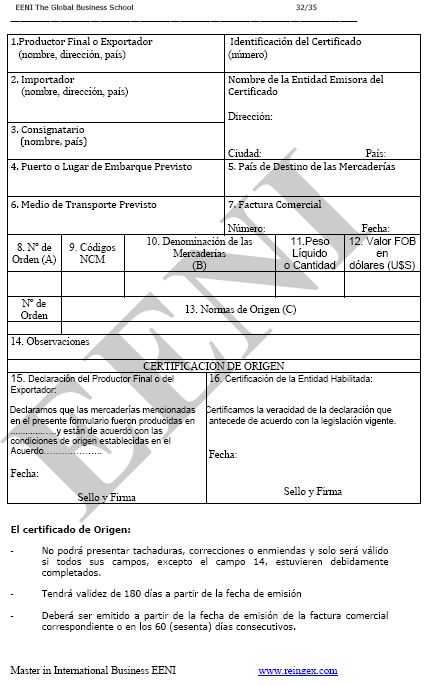 EENI The Global Business School 32/35
1.Productor Final o Exportador
(nombre, dirección, país)
Identificación del Certificado
(número)
2. Importador
(nombre, dirección, país)
Nombre de la Entidad Emisora del
Certificado
Dirección:
3. Consignatario
(nombre, país)
Ciudad: País:
4. Puerto o Lugar de Embarque Previsto
5. País de Destino de las Mercaderías
6. Medio de Transporte Previsto
7. Factura Comercial
Número: Fecha:
8. N° de
Orden (A)
9. Códigos
NCM
10. Denominación de las
Mercaderías
(B)
11.Peso
Líquido
o Cantidad
12. Valor FOB
en
dólares (U$S)
N° de
Orden
13. Normas de Origen (C)
14. Observaciones
CERTIFICACION DE ORIGEN
15. Declaración del Productor Final o del
Exportador:
Declaramos que las mercaderías mencionadas
en el presente formulario fueron producidas en
.................y están de acuerdo con las
condiciones de origen establecidas en el
Acuerdo...................
Fecha:
Sello y Firma
16. Certificación de la Entidad Habilitada:
Certificamos la veracidad de la declaración que
antecede de acuerdo con la legislación vigente.
Fecha:
Sello y Firma
EENI
El certificado de Origen:
- No podrá presentar tachaduras, correcciones o enmiendas y solo será válido
si todos sus campos, excepto el campo 14, estuvieren debidamente
completados.
- Tendrá validez de 180 días a partir de la fecha de emisión
- Deberá ser emitido a partir de la fecha de emisión de la factura comercial
correspondiente o en los 60 (sesenta) días consecutivos.
Master in International Business EENI www.reingex.com